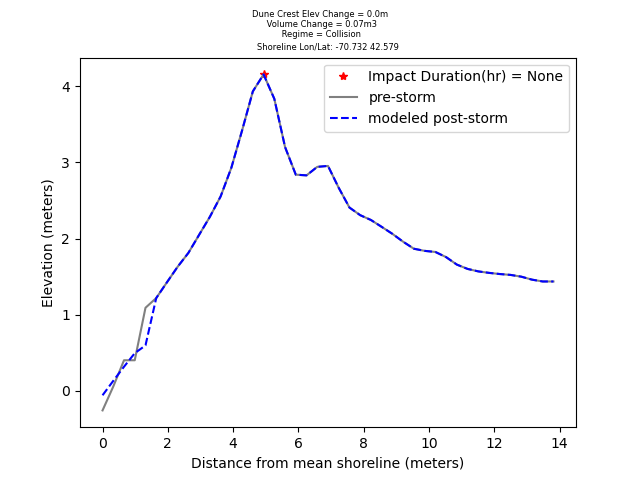 Dune Crest Elev Change = 0.0m
Volume Change = 0.07m3
Regime = Collision
Shoreline Lon/Lat: -70.732 42.579
Impact Duration(hr) = None
pre-storm
modeled post-storm
Elevation (meters)
4
3
2
1
0
0 2 4 6 8 10 12 14
Distance from mean shoreline (meters)